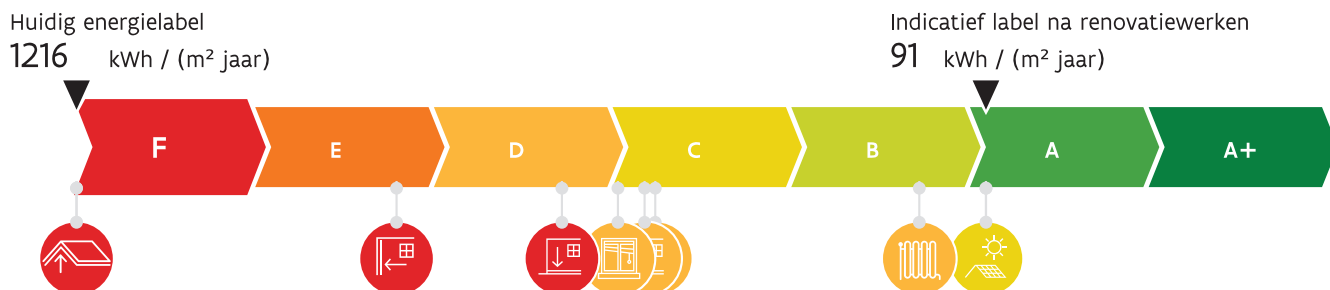 Huidig energielabel
1216 kWh / (m² jaar)
Indicatief label na renovatiewerken
91 kWh / (m² jaar)
F E D C B A A+